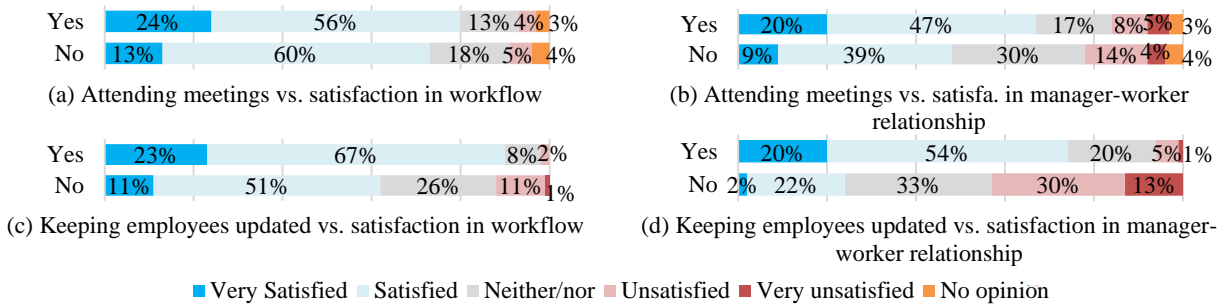 Yes 24% 56% 13% 4% 3%
No 13% 60% 18% 5% 4%
(a) Attending meetings vs. satisfaction in workflow
Yes 20% 47% 17% 8% 5% 3%
No 9% 39% 30% 14% 4% 4%
(b) Attending meetings vs. satisfa. in manager-worker
relationship
Yes 23% 67% 8% 2%
No 11% 51% 26% 11% 1%
(c) Keeping employees updated vs. satisfaction in workflow
Yes 20% 54% 20% 5% 1%
No 2% 22% 33% 30% 13%
(d) Keeping employees updated vs. satisfaction in manager-
worker relationship
Very Satisfied Satisfied Neither/nor Unsatisfied Very unsatisfied No opinion